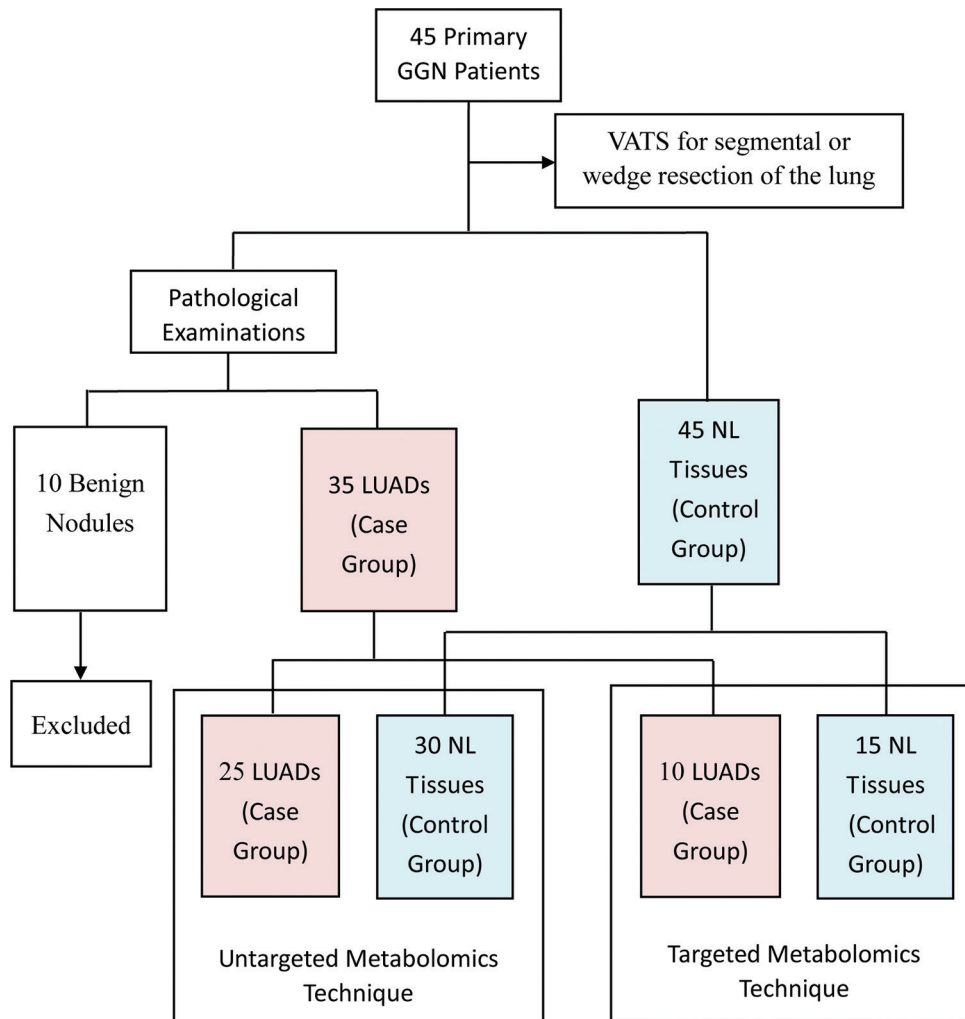 45 Primary
GGN Patients
VATS for segmental or
wedge resection of the lung
Pathological
Examinations
10 Benign
Nodules
35 LUADs
(Case
Group)
45 NL
Tissues
(Control
Group)
Excluded
25 LUADs
(Case
Group)
30 NL
Tissues
(Control
Group)
10 LUADs
(Case
Group)
15 NL
Tissues
(Control
Group)
Untargeted Metabolomics
Technique
Targeted Metabolomics
Technique